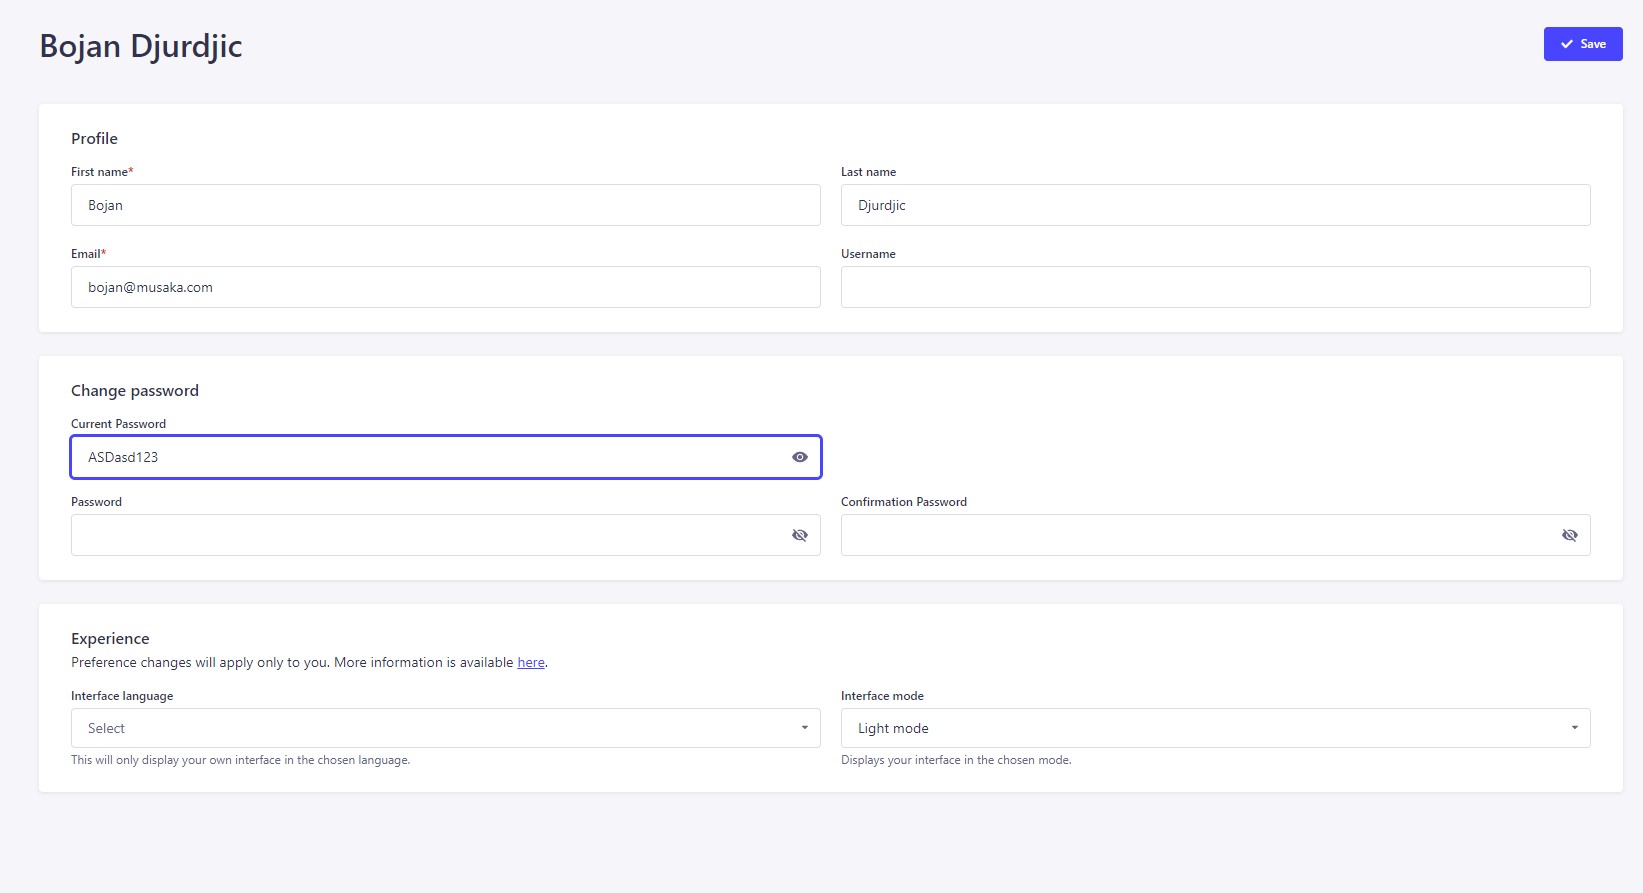 Bojan Djurdjic
Save
Profile
First name*
Last name
Bojan
Djurdjic
Email*
Username
bojan@musaka.com
Change password
Current Password
ASDasd123
Password
Confirmation Password
Experience
Preference changes will apply only to you. More information is available here.
Interface language
Interface mode
Select
Light mode
This will only display your own interface in the chosen language.
Displays your interface in the chosen mode.